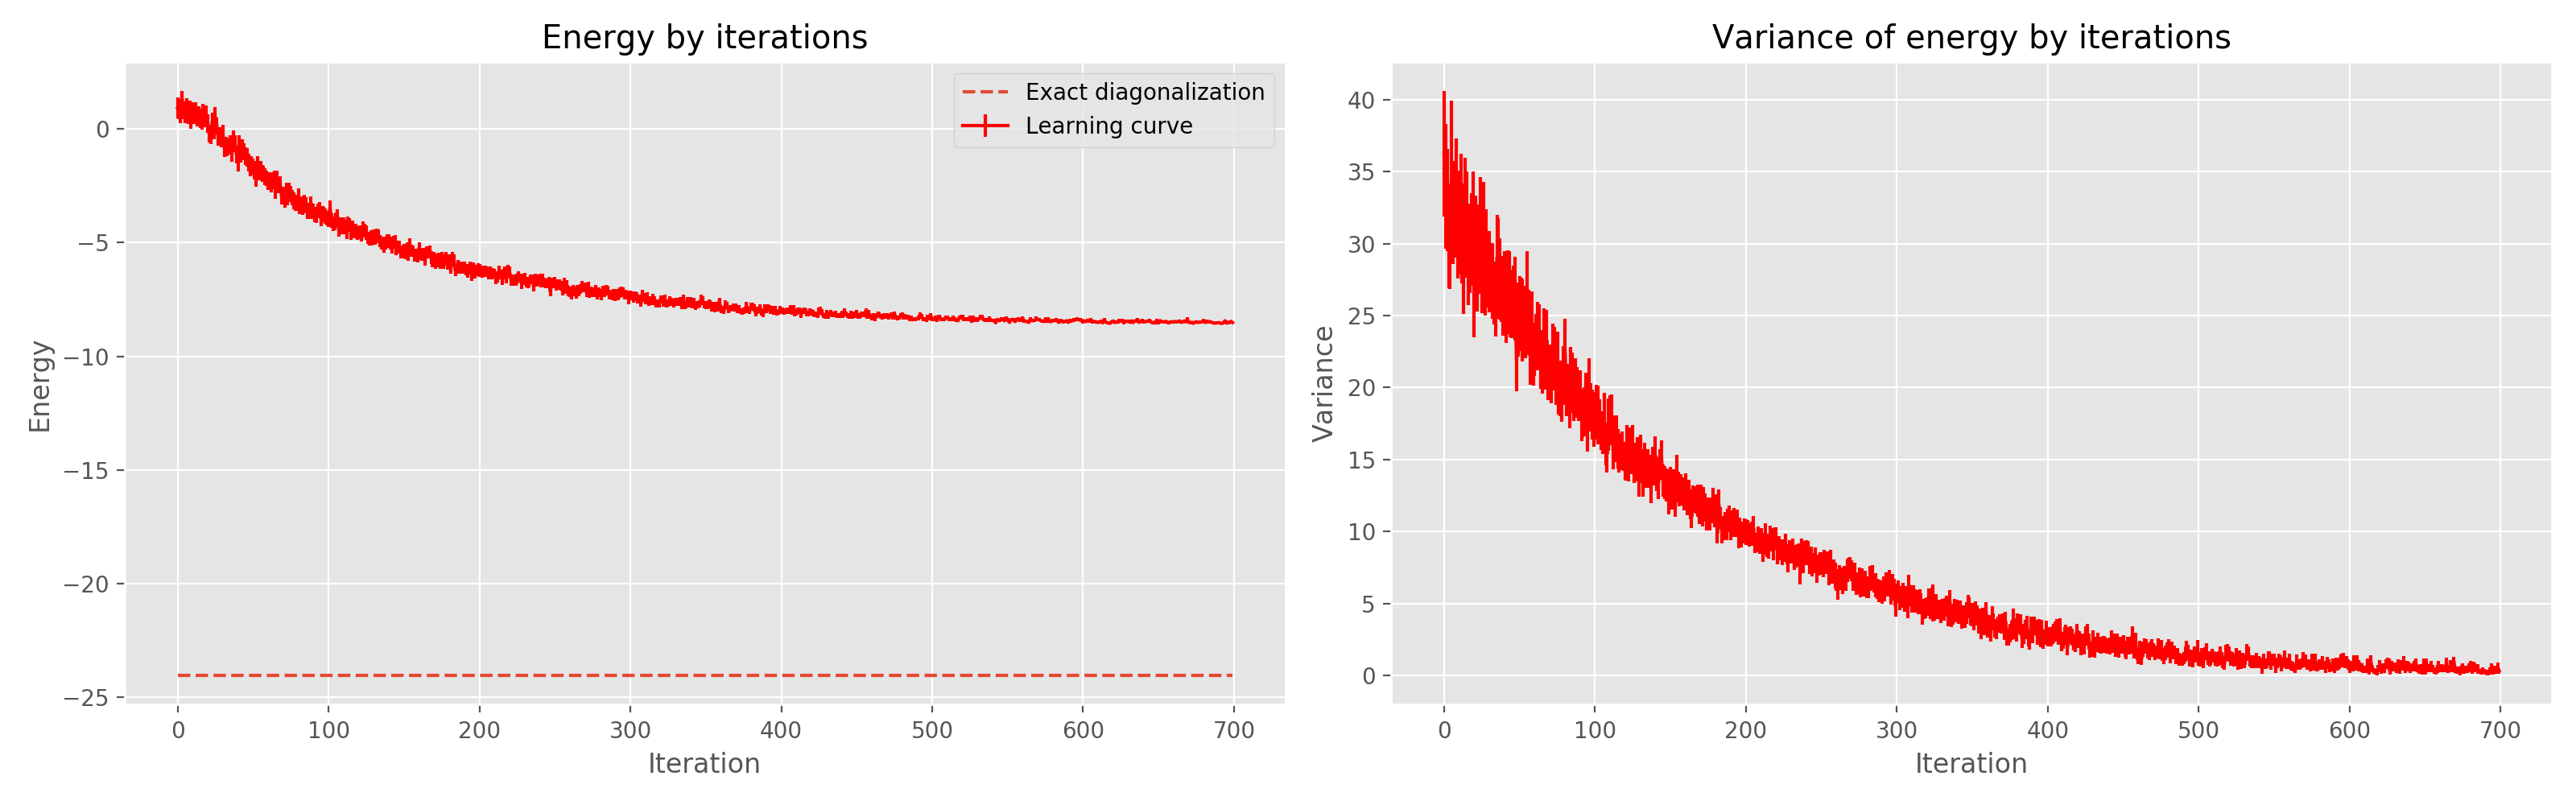 Energy by iterations
Exact diagonalization
Learning curve
0
−5
−10
−15
−20
−25
Energy
0 100 200 300 400 500 600 700
Iteration
Variance of energy by iterations
40
35
30
25
20
15
10
5
0
Variance
0 100 200 300 400 500 600 700
Iteration